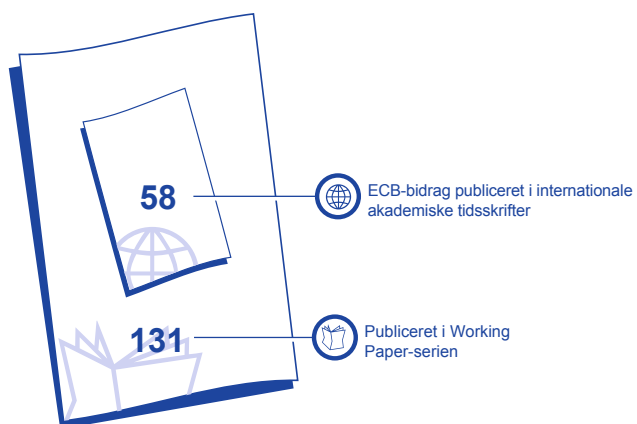 58
ECB-bidrag publiceret i internationale
akademiske tidsskrifter
131
Publiceret i Working
Paper-serien